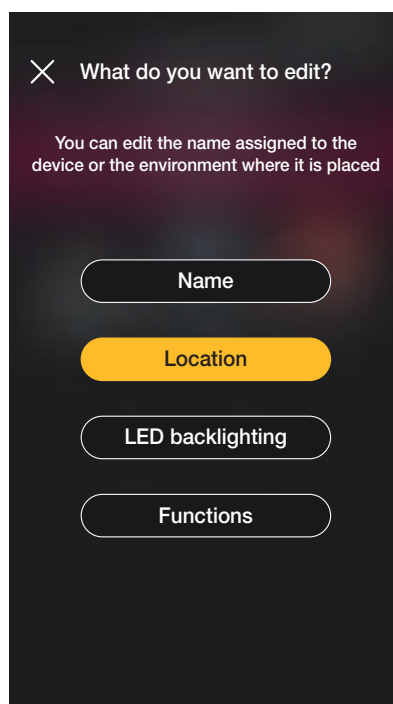 What do you want to edit?
You can edit the name assigned to the
device or the environment where it is placed
Name
Location
LED backlighting
Functions